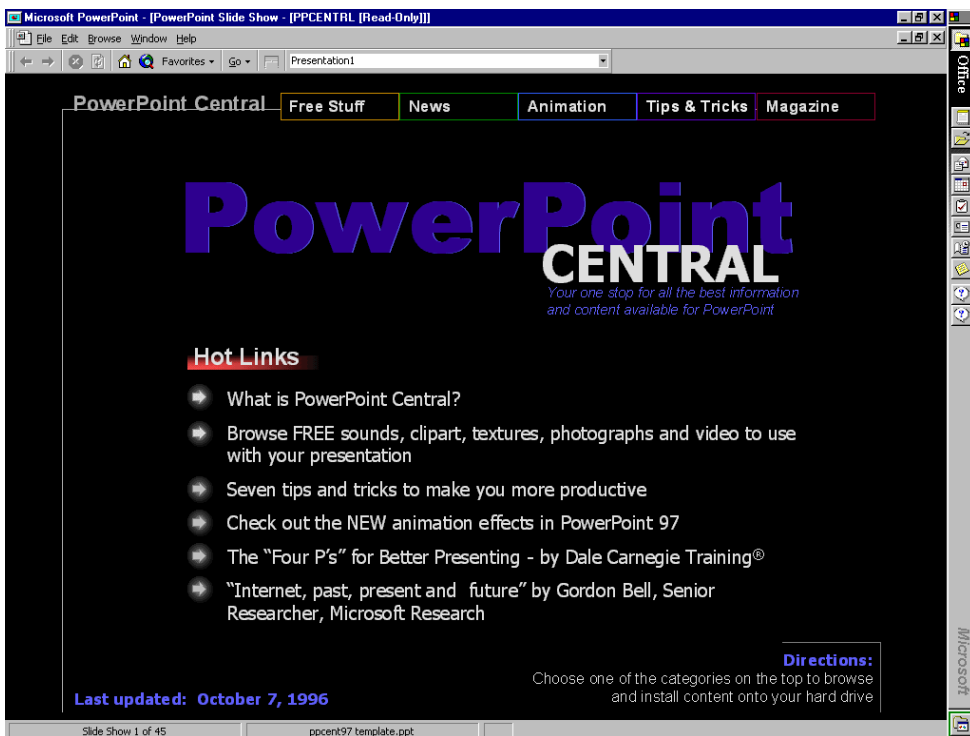 Microsoft PowerPoint - [PowerPoint Slide Show - [PPCENTRL [Read-Only]]]
File Edit Browse Window Help
Favorites Go Presentation1
Office
PowerPoint Central Free Stuff News Animation Tips & Tricks Magazine
PowerPoint
CENTRAL
Your one stop for all the best information
and content available for PowerPoint
Hot Links
What is PowerPoint Central?
Browse FREE sounds, clipart, textures, photographs and video to use
with your presentation
Seven tips and tricks to make you more productive
Check out the NEW animation effects in PowerPoint 97
The “Four P's” for Better Presenting - by Dale Carnegie Training®
“Internet, past, present and future” by Gordon Bell, Senior
Researcher, Microsoft Research
Directions:
Choose one of the categories on the top to browse
and install content onto your hard drive
Last updated: October 7, 1996
Microsoft
Slide Show 1 of 45 ppcent97 template.ppt